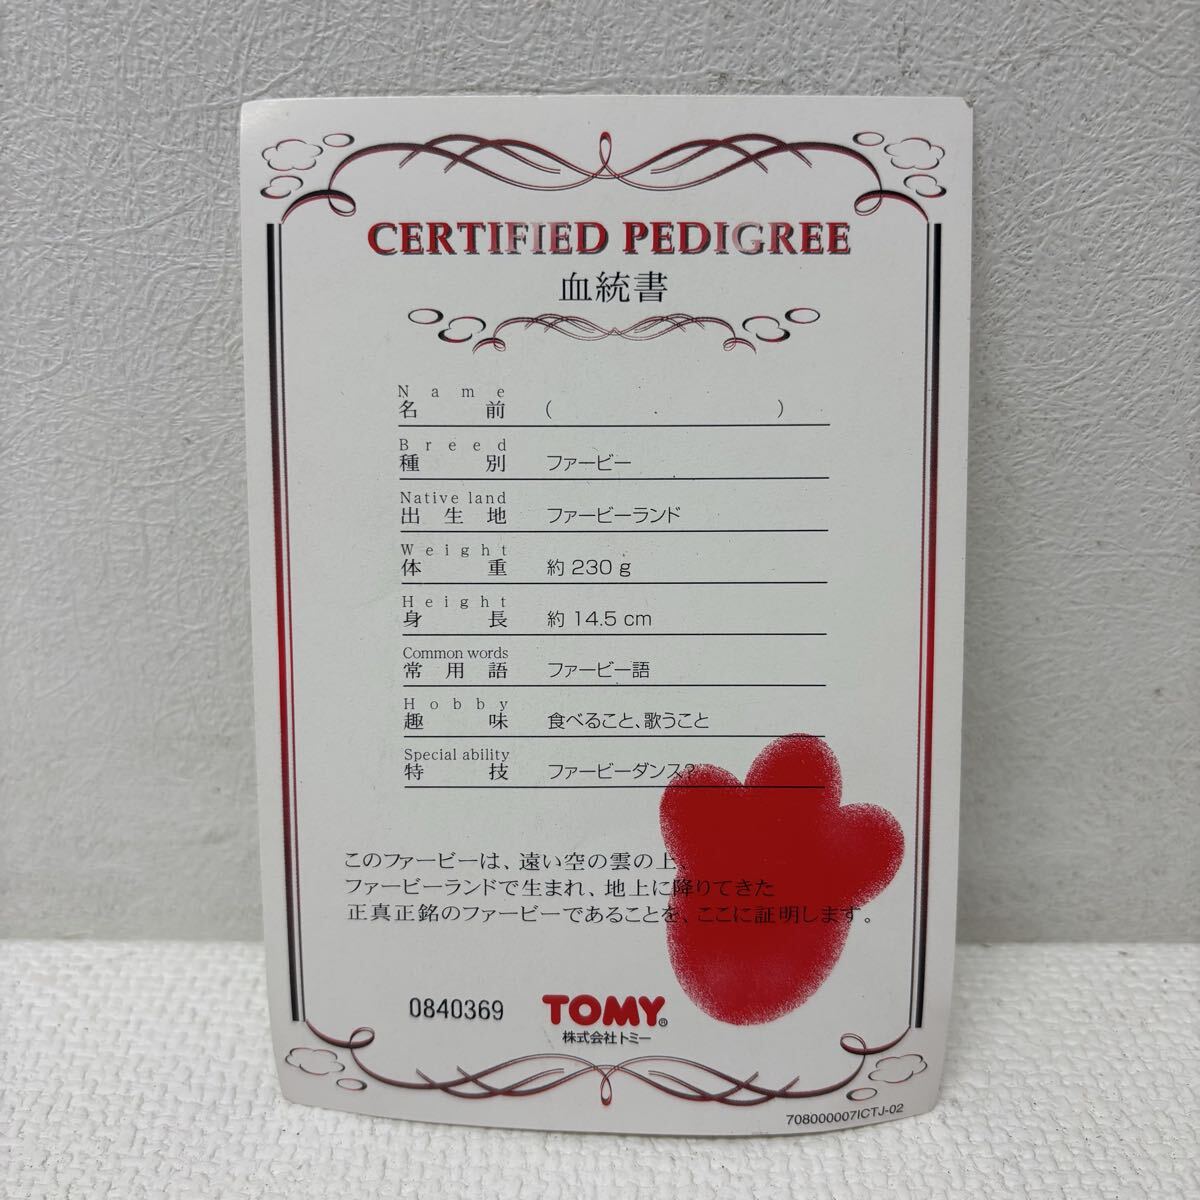 CERTIFIED PEDIGREE
血統書
Name
名前 ( )
Breed
種別 ファービー
Native land
出生地 ファービーランド
Weight
体重 約 230 g
Height
身長 約 14.5 cm
Common words
常用語 ファービー語
Hobby
趣味 食べること、歌うこと
Special ability
特技 ファービーダンス?
このファービーは、遠い空の雲の上、
ファービーランドで生まれ、地上に降りてきた
正真正銘のファービーであることを、ここに証明します。
0840369 TOMY®
株式会社トミー
708000007ICTJ-02